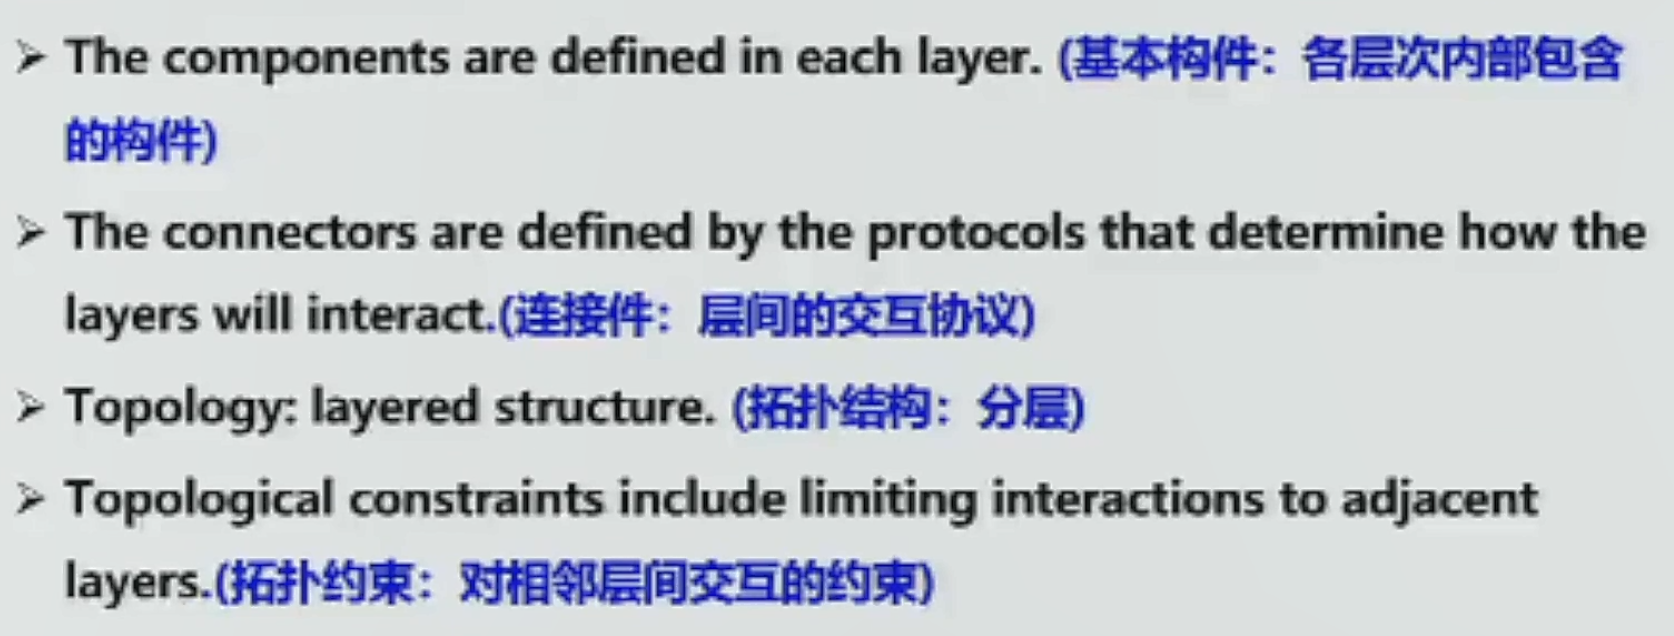 ➢ The components are defined in each layer. (基本构件：各层次内部包含
的构件)
➢ The connectors are defined by the protocols that determine how the
layers will interact.(连接件：层间的交互协议)
➢ Topology: layered structure. (拓扑结构：分层)
➢ Topological constraints include limiting interactions to adjacent
layers.(拓扑约束：对相邻层间交互的约束)